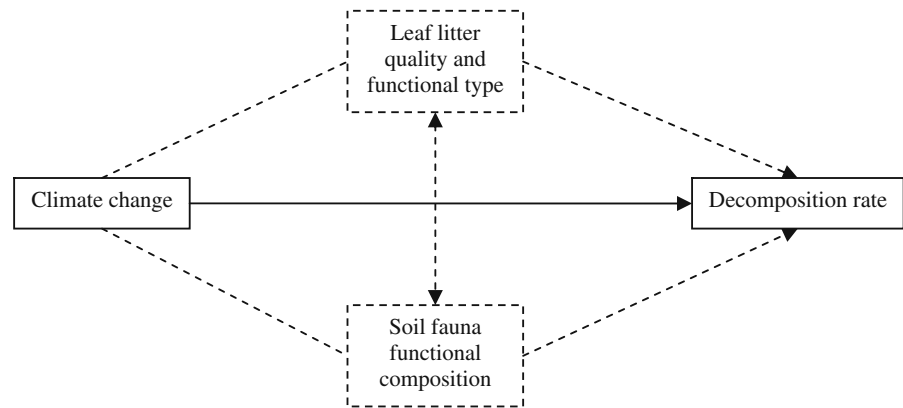 Leaf litter
quality and
functional type
Climate change
Decomposition rate
Soil fauna
functional
composition